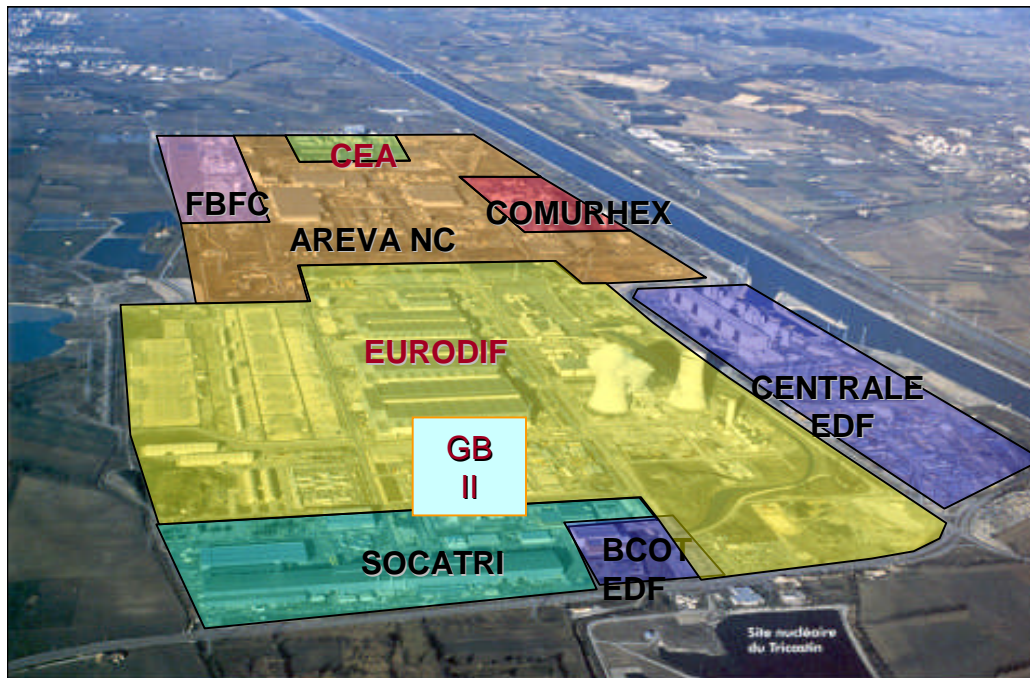 CEA
FBFC
COMURHEX
AREVA NC
EURODIF
CENTRALE
EDF
GB
II
SOCATRI
BCOT
EDF
Site nucléaire
du Tricastin